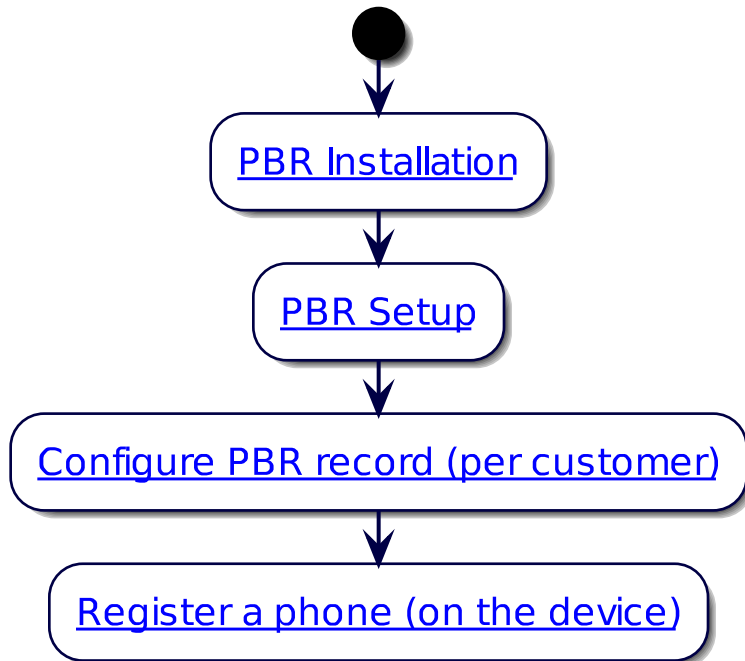 PBR Installation
PBR Setup
Configure PBR record (per customer)
Register a phone (on the device)